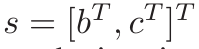 s = [b^T, c^T]^T